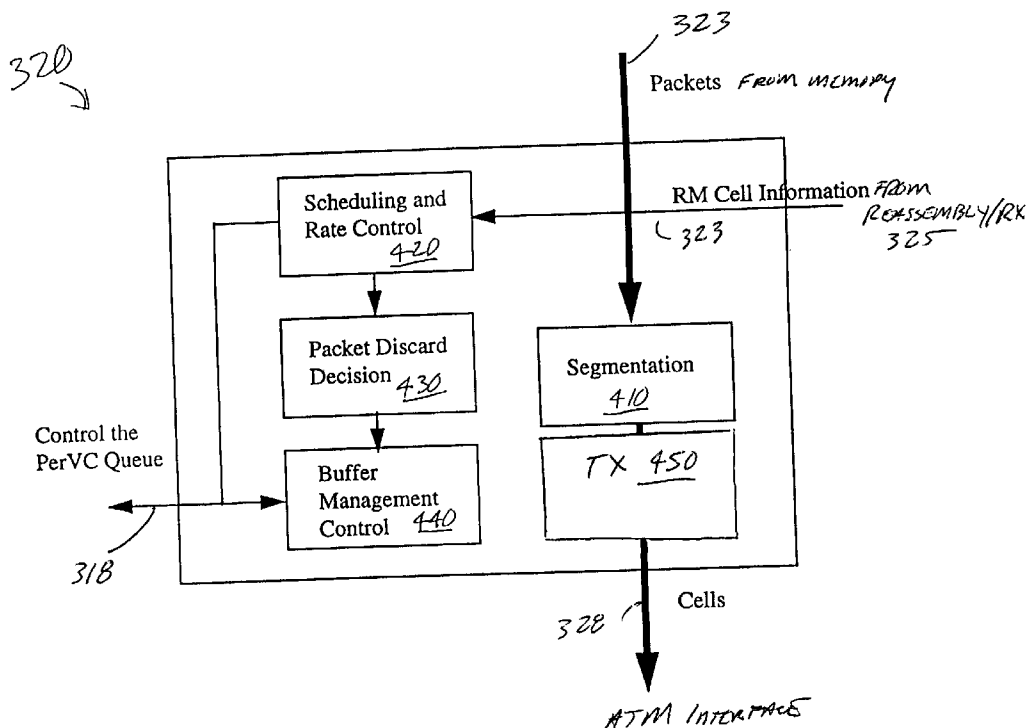 320
323
Packets FROM MEMORY
Scheduling and
Rate Control
420
RM Cell Information FROM
REASSEMBLY/RX
325
323
Packet Discard
Decision
430
Segmentation
410
Control the
PerVC Queue
TX 450
Buffer
Management
Control 440
318
328
Cells
ATM INTERFACE